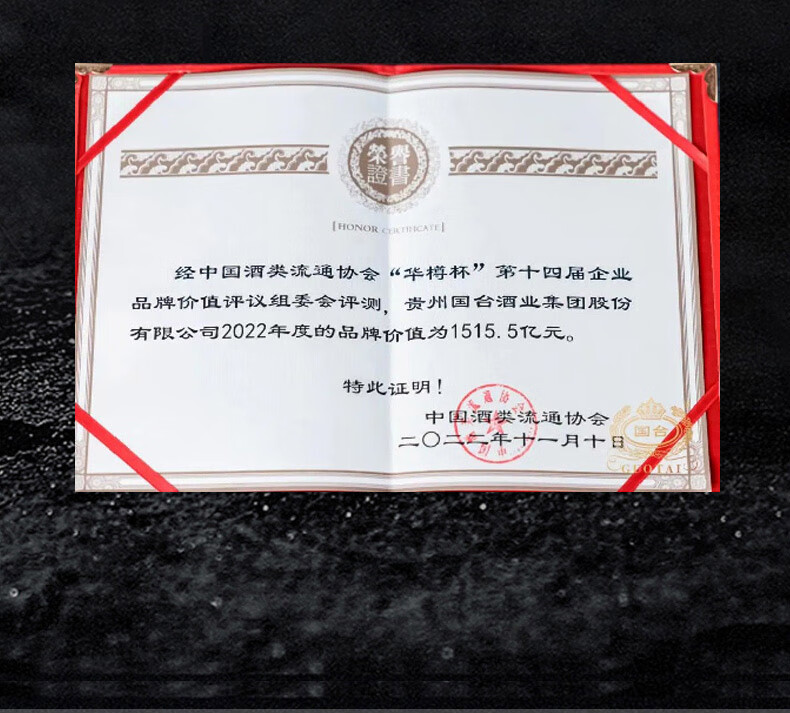 榮譽
證書
[HONOR CERTIFICATE]
经中国酒类流通协会“华樽杯”第十四届企业
品牌价值评议组委会评测，贵州国台酒业集团股份
有限公司2022年度的品牌价值为1515.5亿元。
特此证明！
中国酒类流通协会
二〇二二年十一月十日
国台
GUOTAI